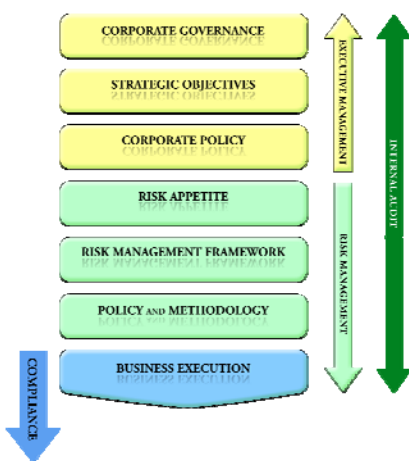 CORPORATE GOVERNANCE
STRATEGIC OBJECTIVES
CORPORATE POLICY
RISK APPETITE
RISK MANAGEMENT FRAMEWORK
POLICY AND METHODOLOGY
BUSINESS EXECUTION
EXECUTIVE MANAGEMENT
RISK MANAGEMENT
INTERNAL AUDIT
COMPLIANCE